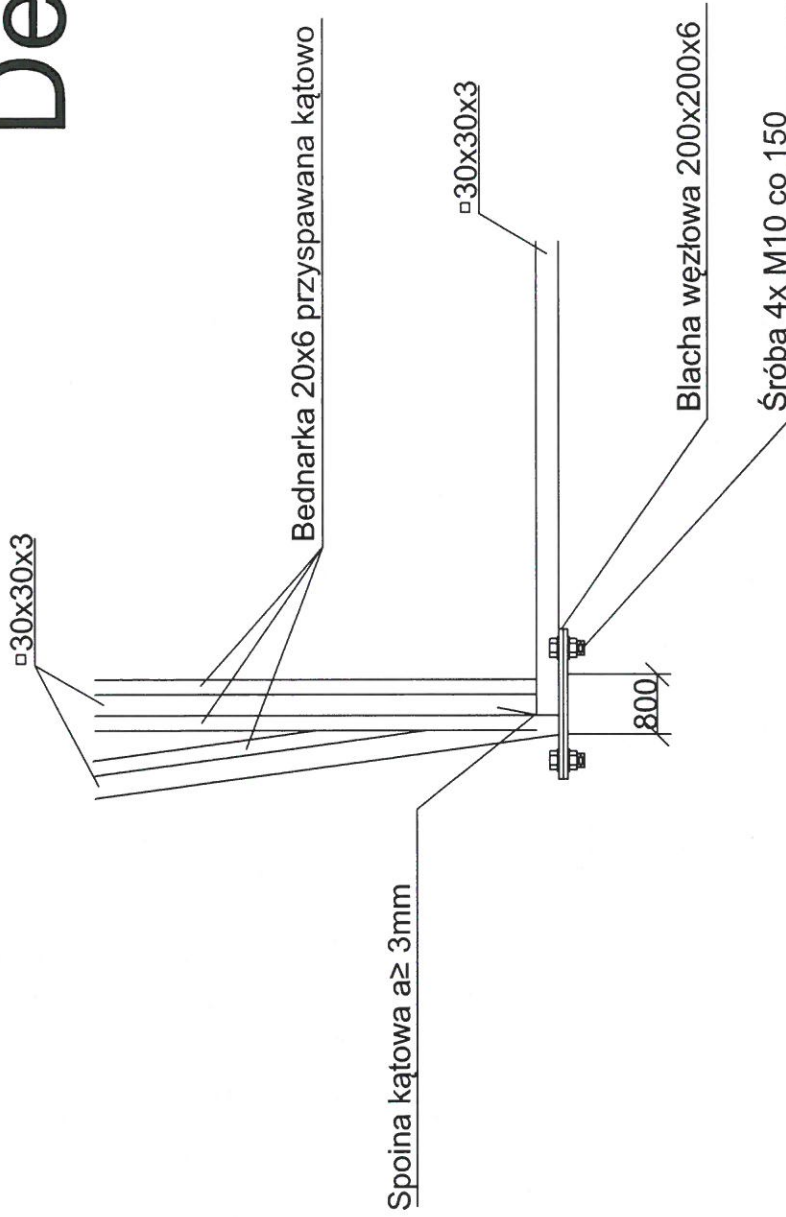 De
□30x30x3
Bednarka 20x6 przyspawana kątowo
□30x30x3
Spoina kątowa a≥ 3mm
800
Blacha węzłowa 200x200x6
Śróba 4x M10 co 150